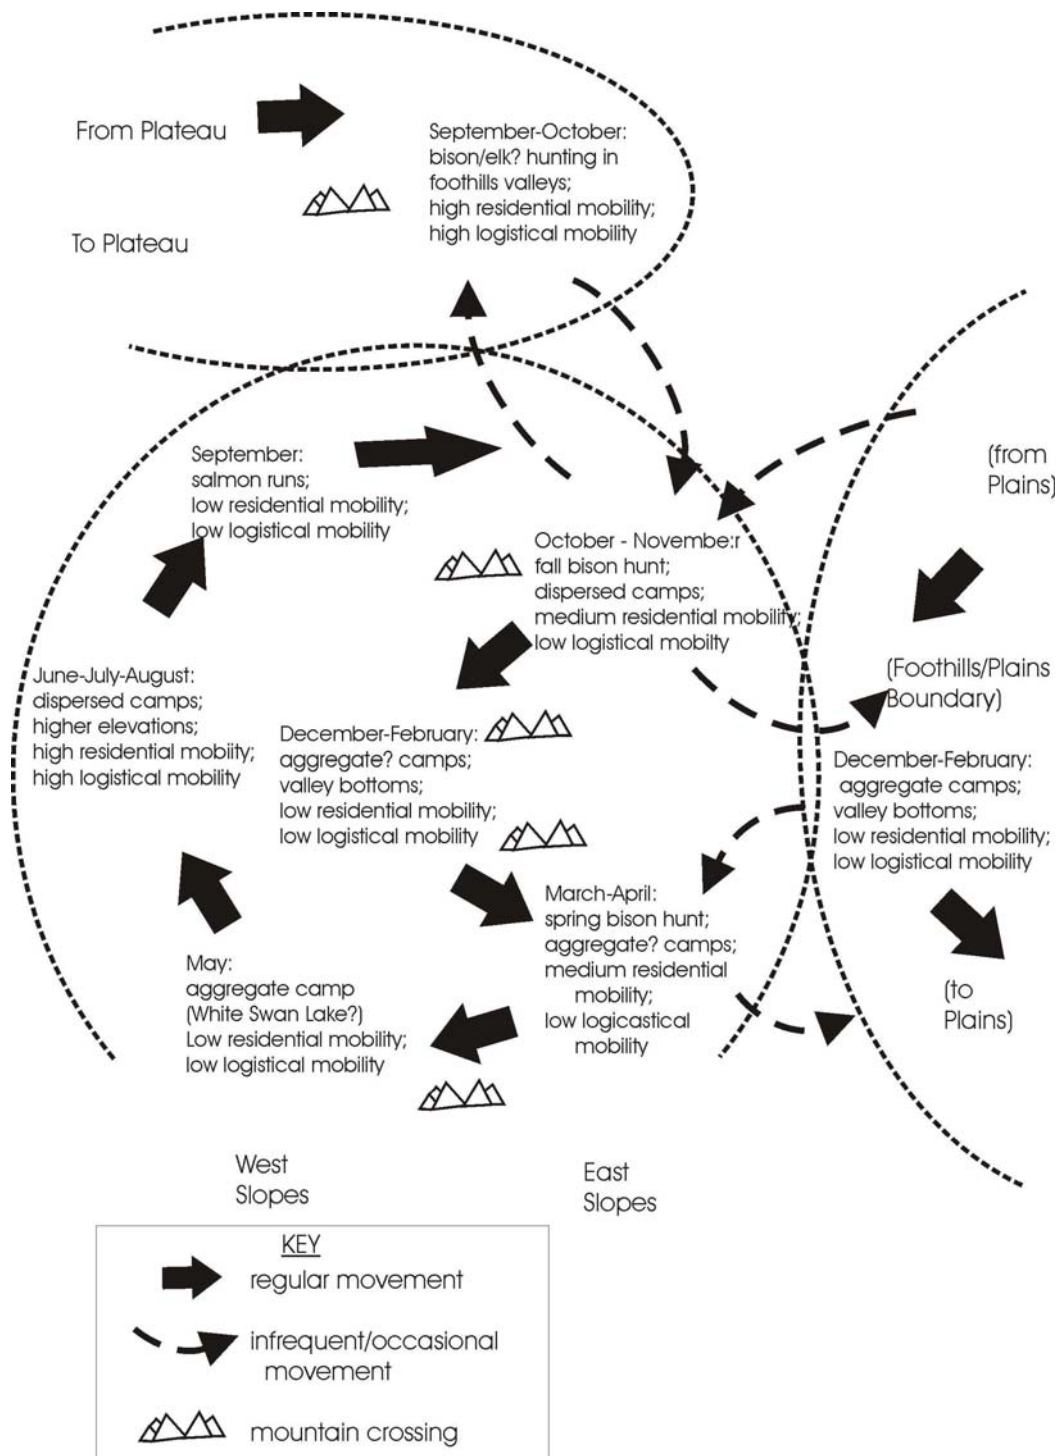 From Plateau
To Plateau
September-October:
bison/elk? hunting in
foothills valleys;
high residential mobility;
high logistical mobility
September:
salmon runs;
low residential mobility;
low logistical mobility
(from
Plains)
October - Novembe:r
fall bison hunt;
dispersed camps;
medium residential mobility;
low logistical mobilty
June-July-August:
dispersed camps;
higher elevations;
high residential mobiity;
high logistical mobility
(Foothills/Plains
Boundary)
December-February:
aggregate? camps;
valley bottoms;
low residential mobility;
low logistical mobility
December-February:
aggregate camps;
valley bottoms;
low residential mobility;
low logistical mobility
March-April:
spring bison hunt;
aggregate? camps;
medium residential
mobility;
low logicastical
mobility
May:
aggregate camp
(White Swan Lake?)
Low residential mobility;
low logistical mobility
(to
Plains)
West
Slopes
East
Slopes
KEY
regular movement
infrequent/occasional
movement
mountain crossing